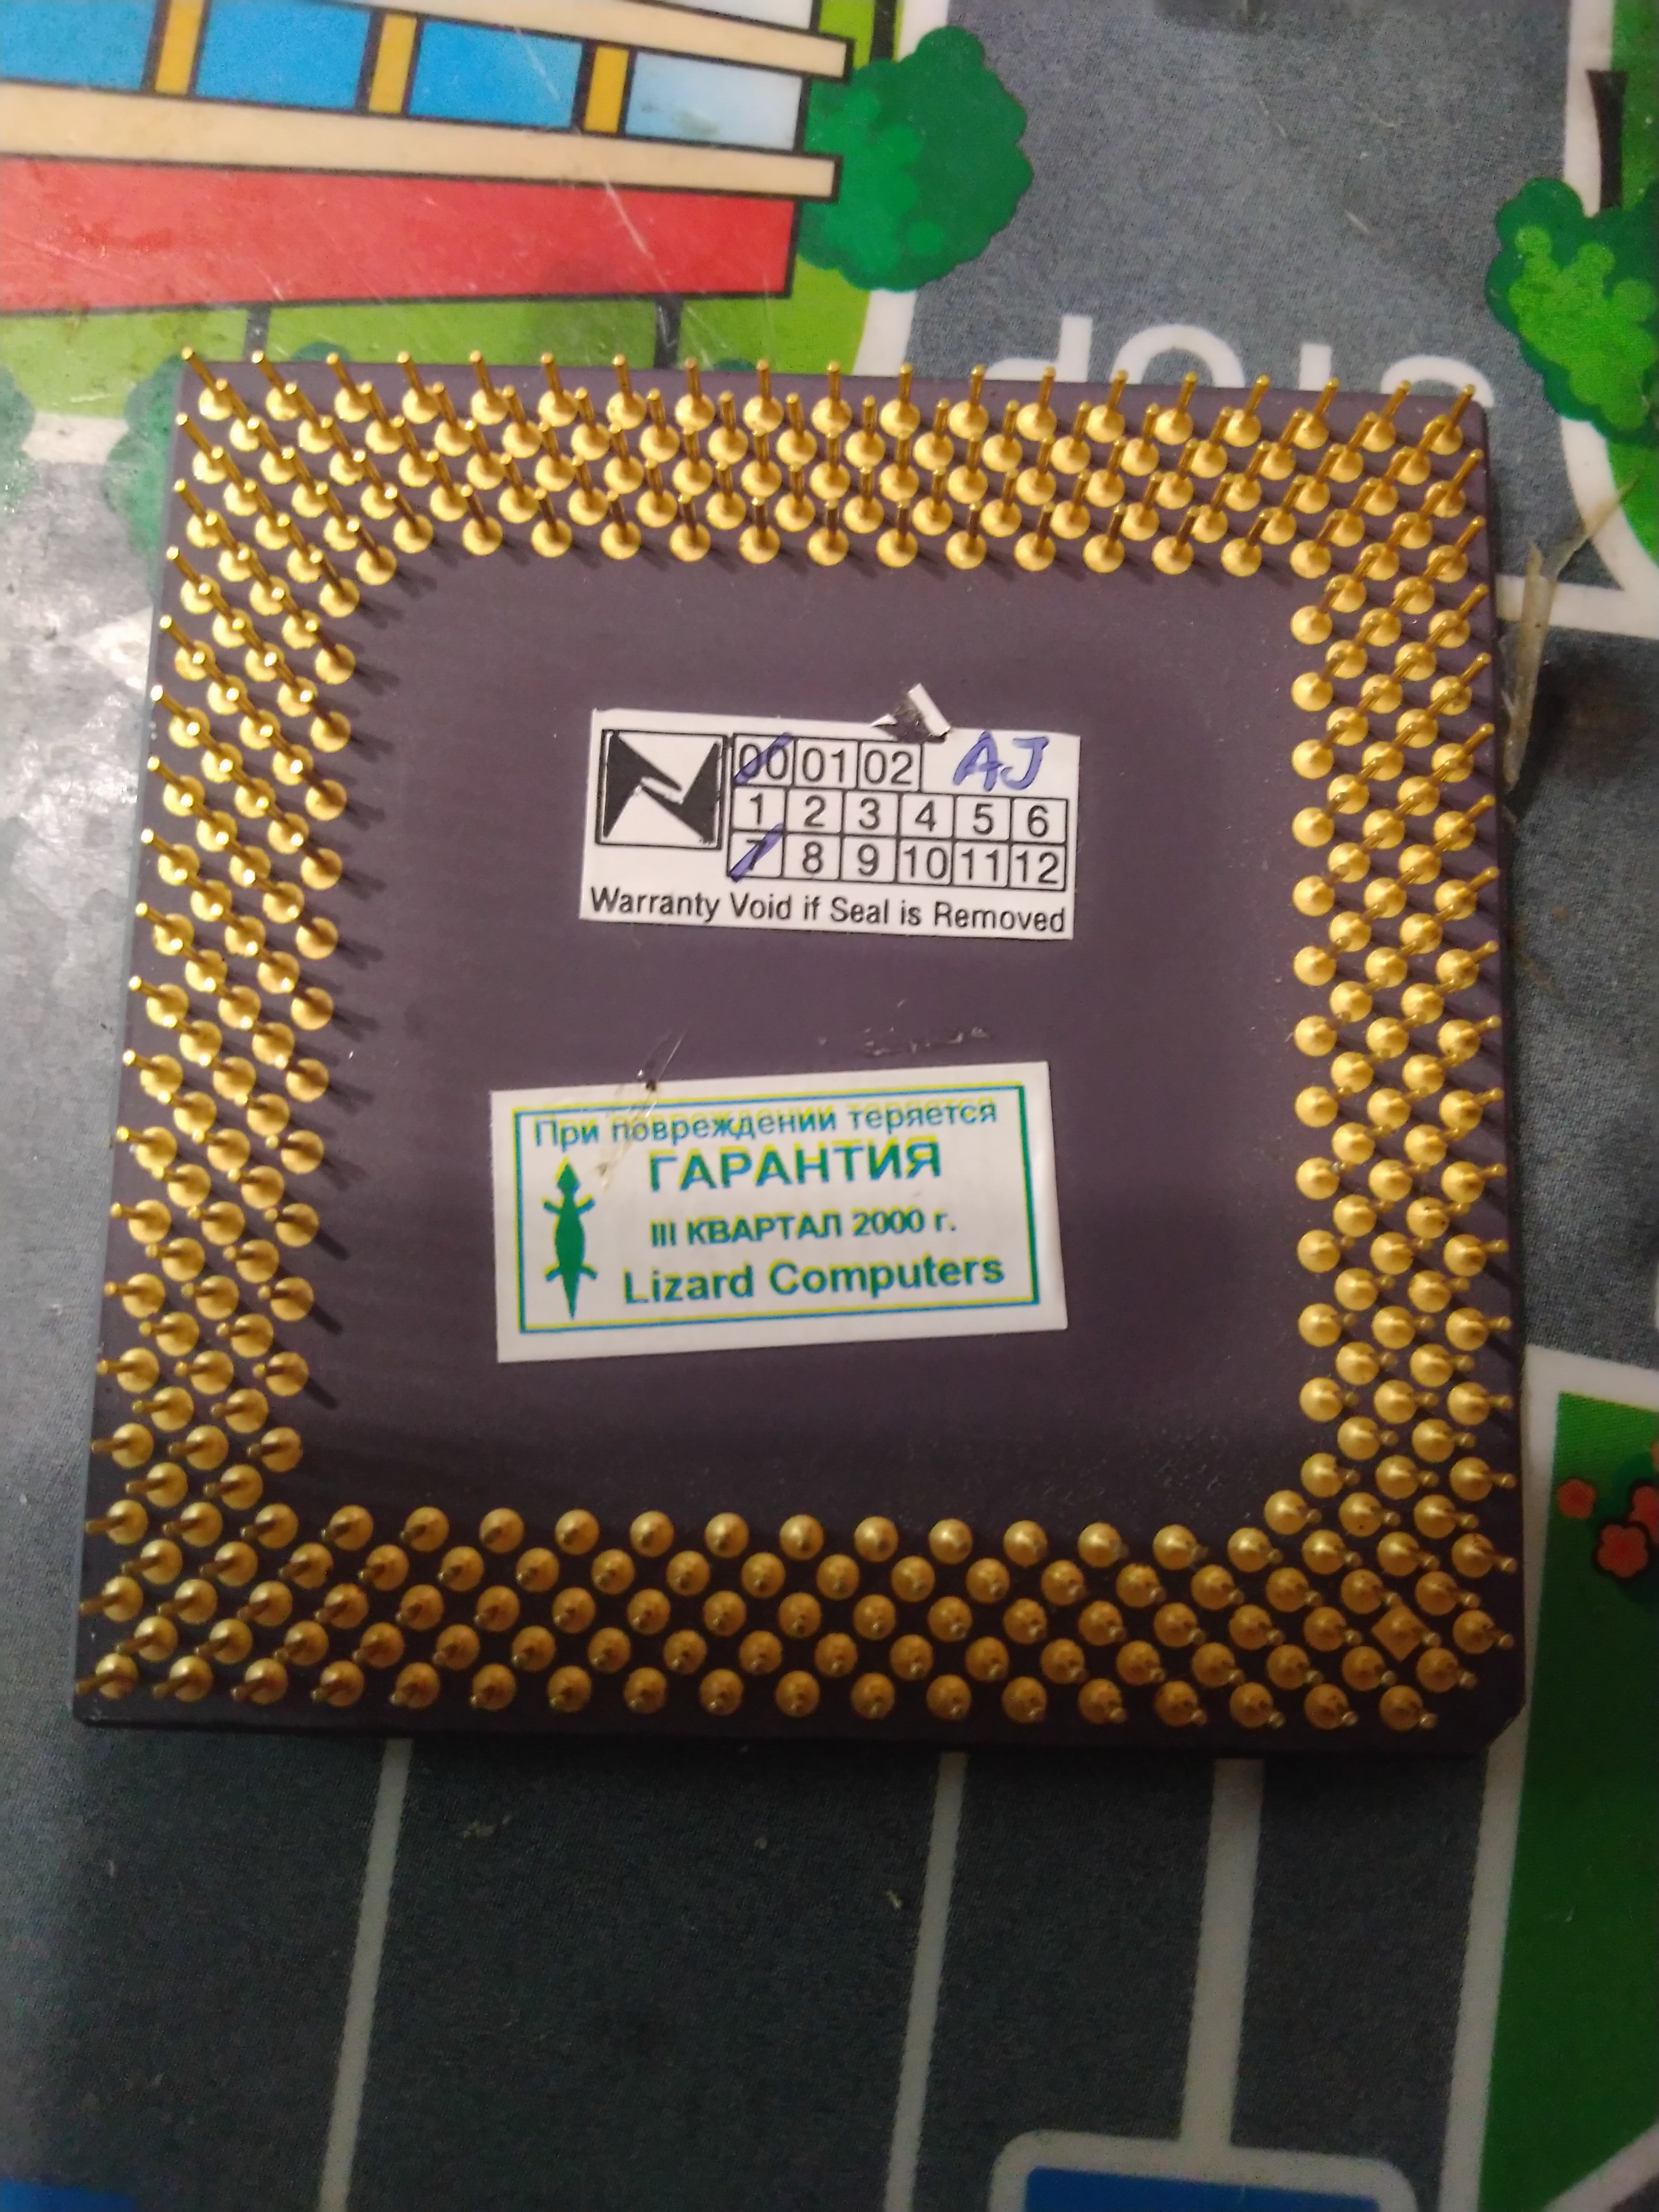 STOP
00 01 02 AJ
1 2 3 4 5 6
7 8 9 10 11 12
Warranty Void if Seal is Removed
При повреждении теряется
ГАРАНТИЯ
III КВАРТАЛ 2000 г.
Lizard Computers